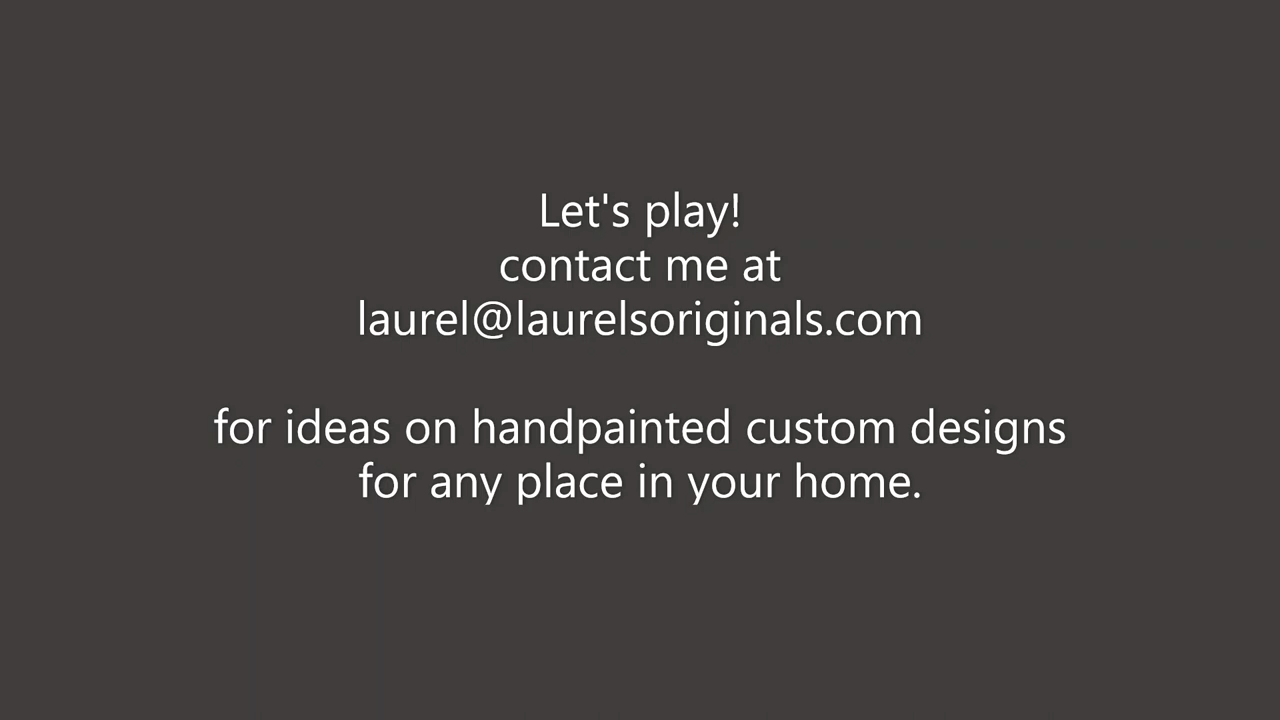 Let's play!
contact me at
laurel@laurelsoriginals.com
for ideas on handpainted custom designs
for any place in your home.